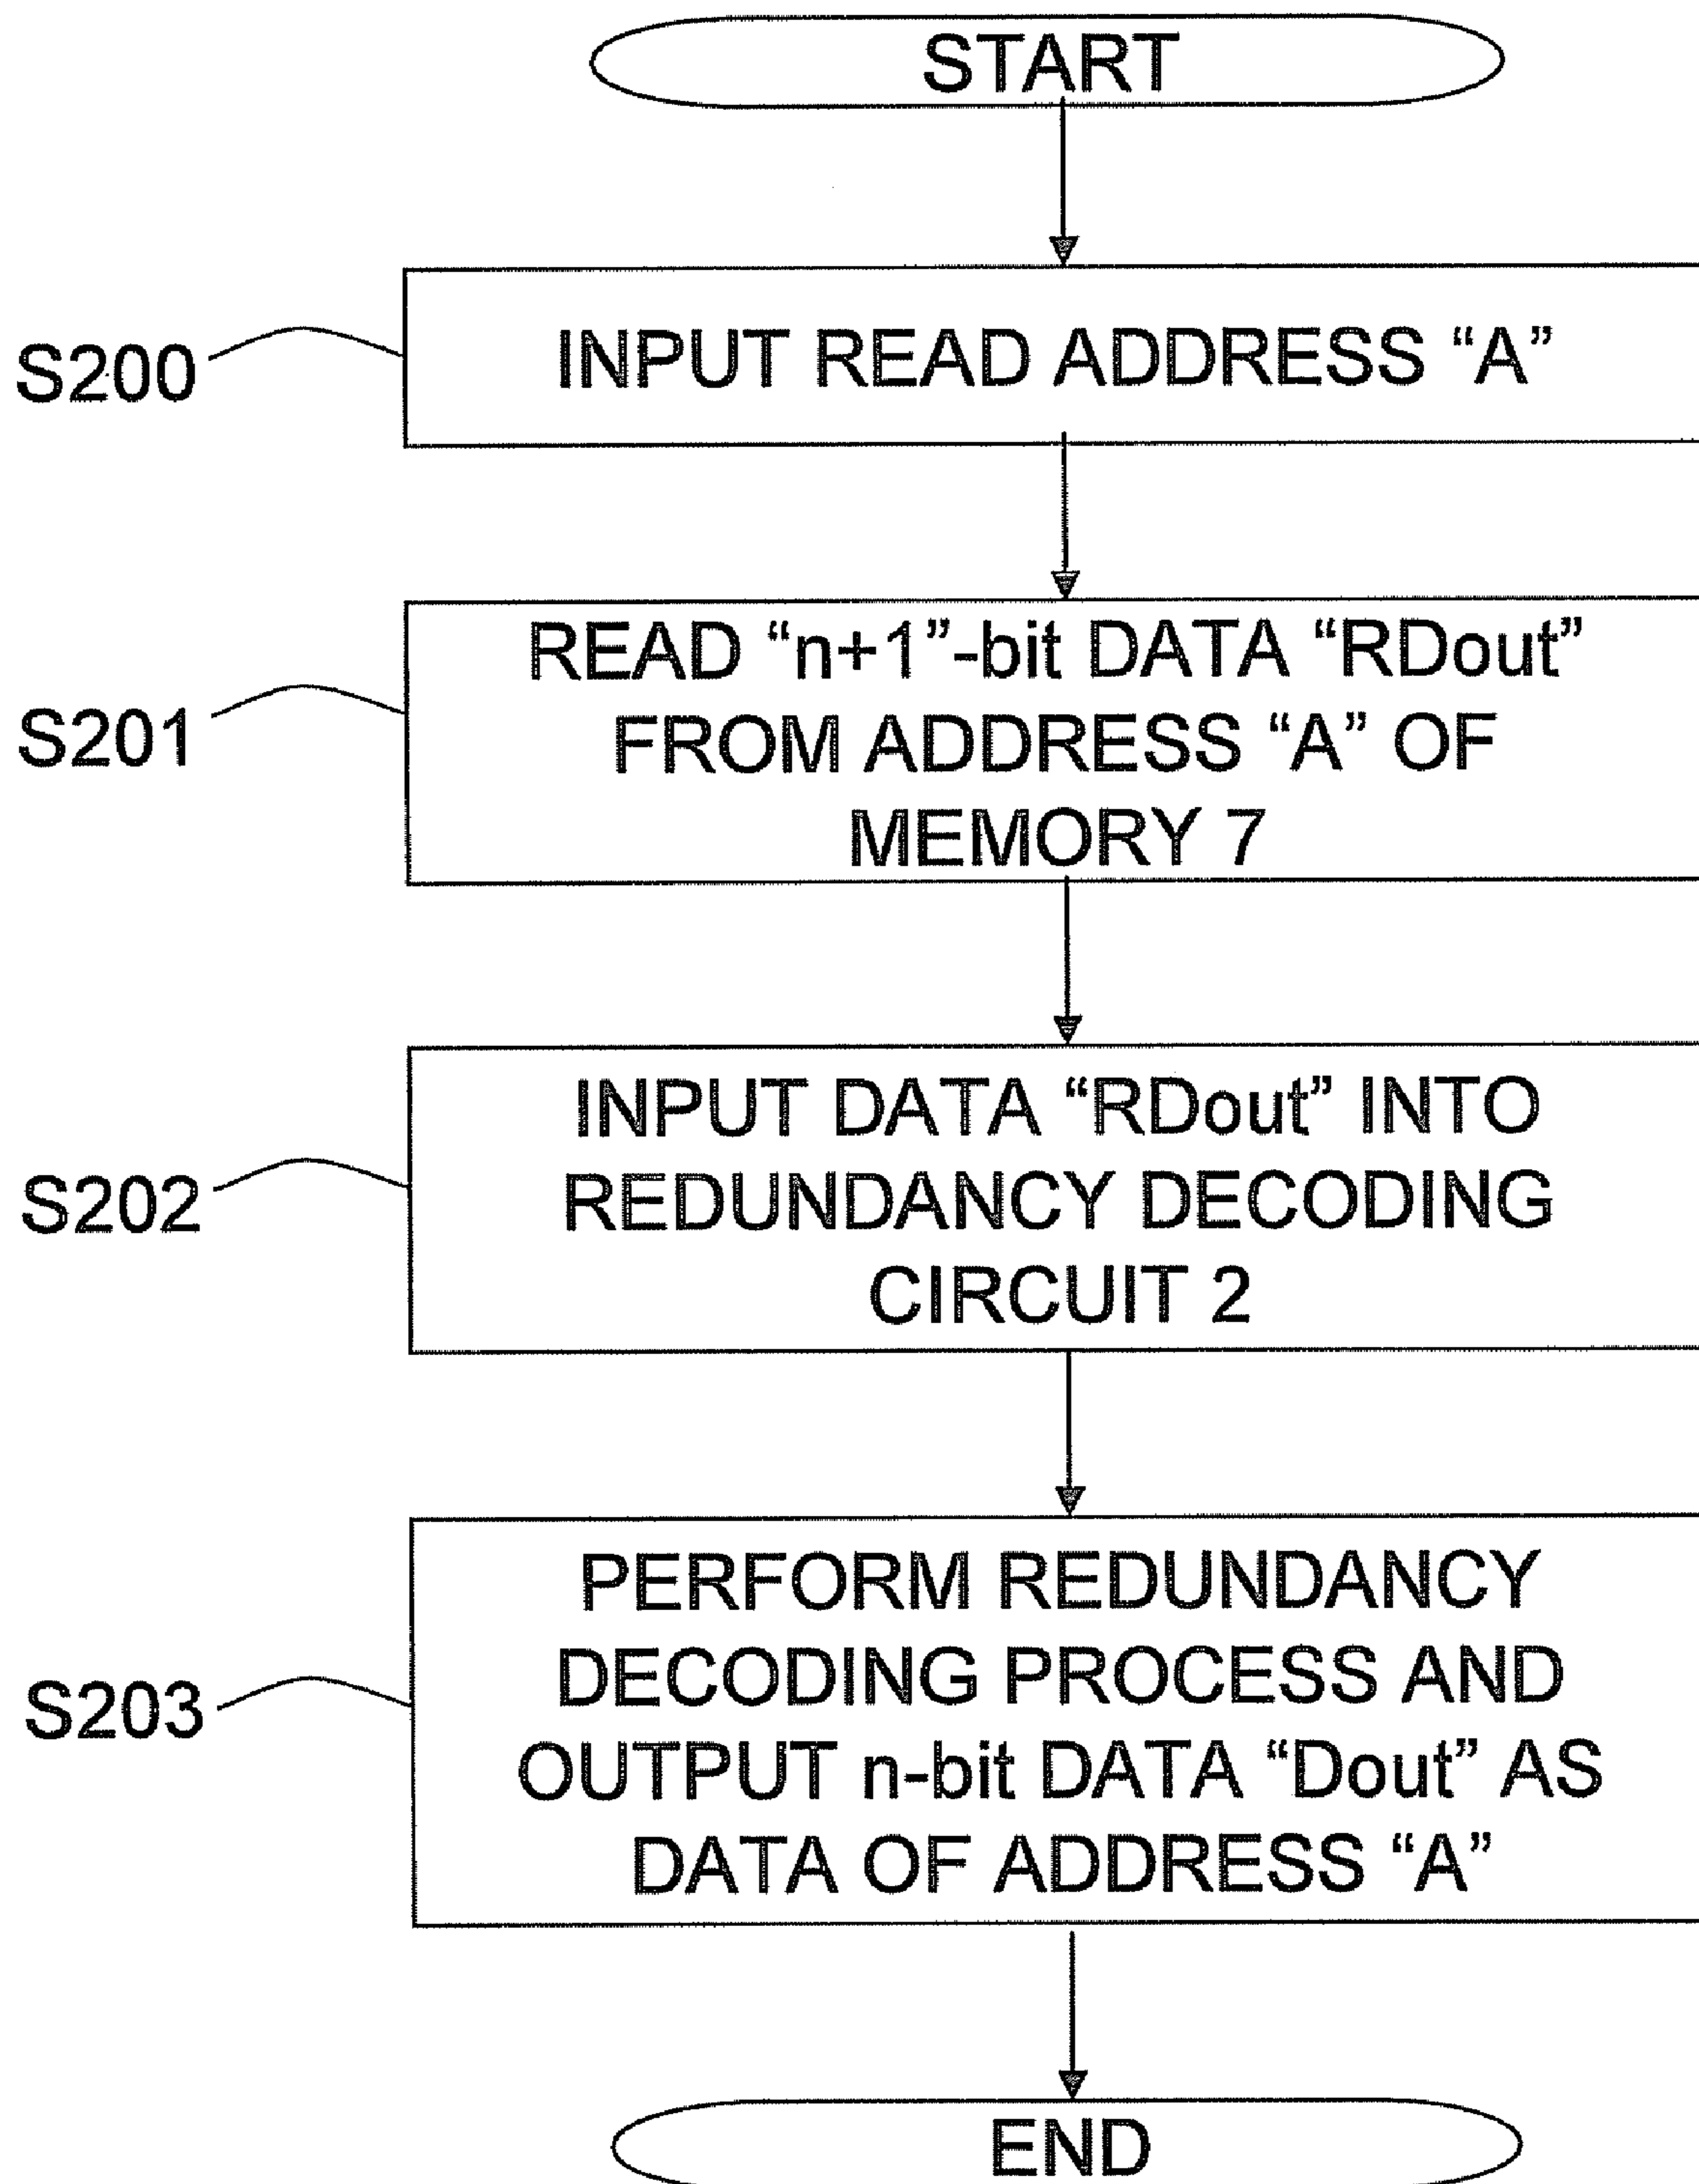 START
S200
INPUT READ ADDRESS “A”
S201
READ “n+1”-bit DATA “RDout”
FROM ADDRESS “A” OF
MEMORY 7
S202
INPUT DATA “RDout” INTO
REDUNDANCY DECODING
CIRCUIT 2
S203
PERFORM REDUNDANCY
DECODING PROCESS AND
OUTPUT n-bit DATA “Dout” AS
DATA OF ADDRESS “A”
END